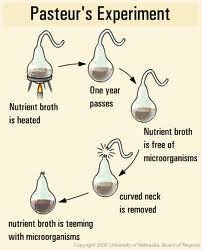 Pasteur's Experiment
Nutrient broth
is heated
One year
passes
Nutrient broth
is free of
microorganisms
curved neck
is removed
nutrient broth is teeming
with microorganisms
Copyright 2000 University of Nebraska, Board of Regents